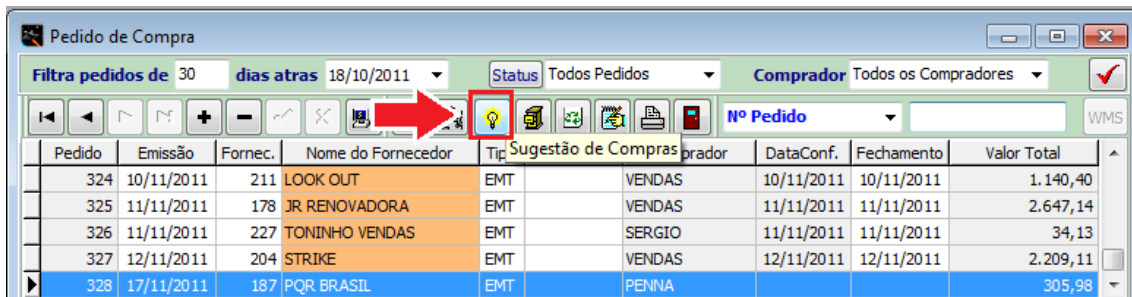 Pedido de Compra
Filtra pedidos de 30 dias atras 18/10/2011 Status Todos Pedidos Comprador Todos os Compradores
Nº Pedido WMS
Sugestão de Compras
Pedido Emissão Fornec. Nome do Fornecedor Tip prador DataConf. Fechamento Valor Total
324 10/11/2011 211 LOOK OUT EMT VENDAS 10/11/2011 10/11/2011 1.140,40
325 11/11/2011 178 JR RENOVADORA EMT VENDAS 11/11/2011 11/11/2011 2.647,14
326 11/11/2011 227 TONINHO VENDAS EMT SERGIO 11/11/2011 11/11/2011 34,13
327 12/11/2011 204 STRIKE EMT VENDAS 12/11/2011 12/11/2011 2.209,11
328 17/11/2011 187 PQR BRASIL EMT PENNA 305,98